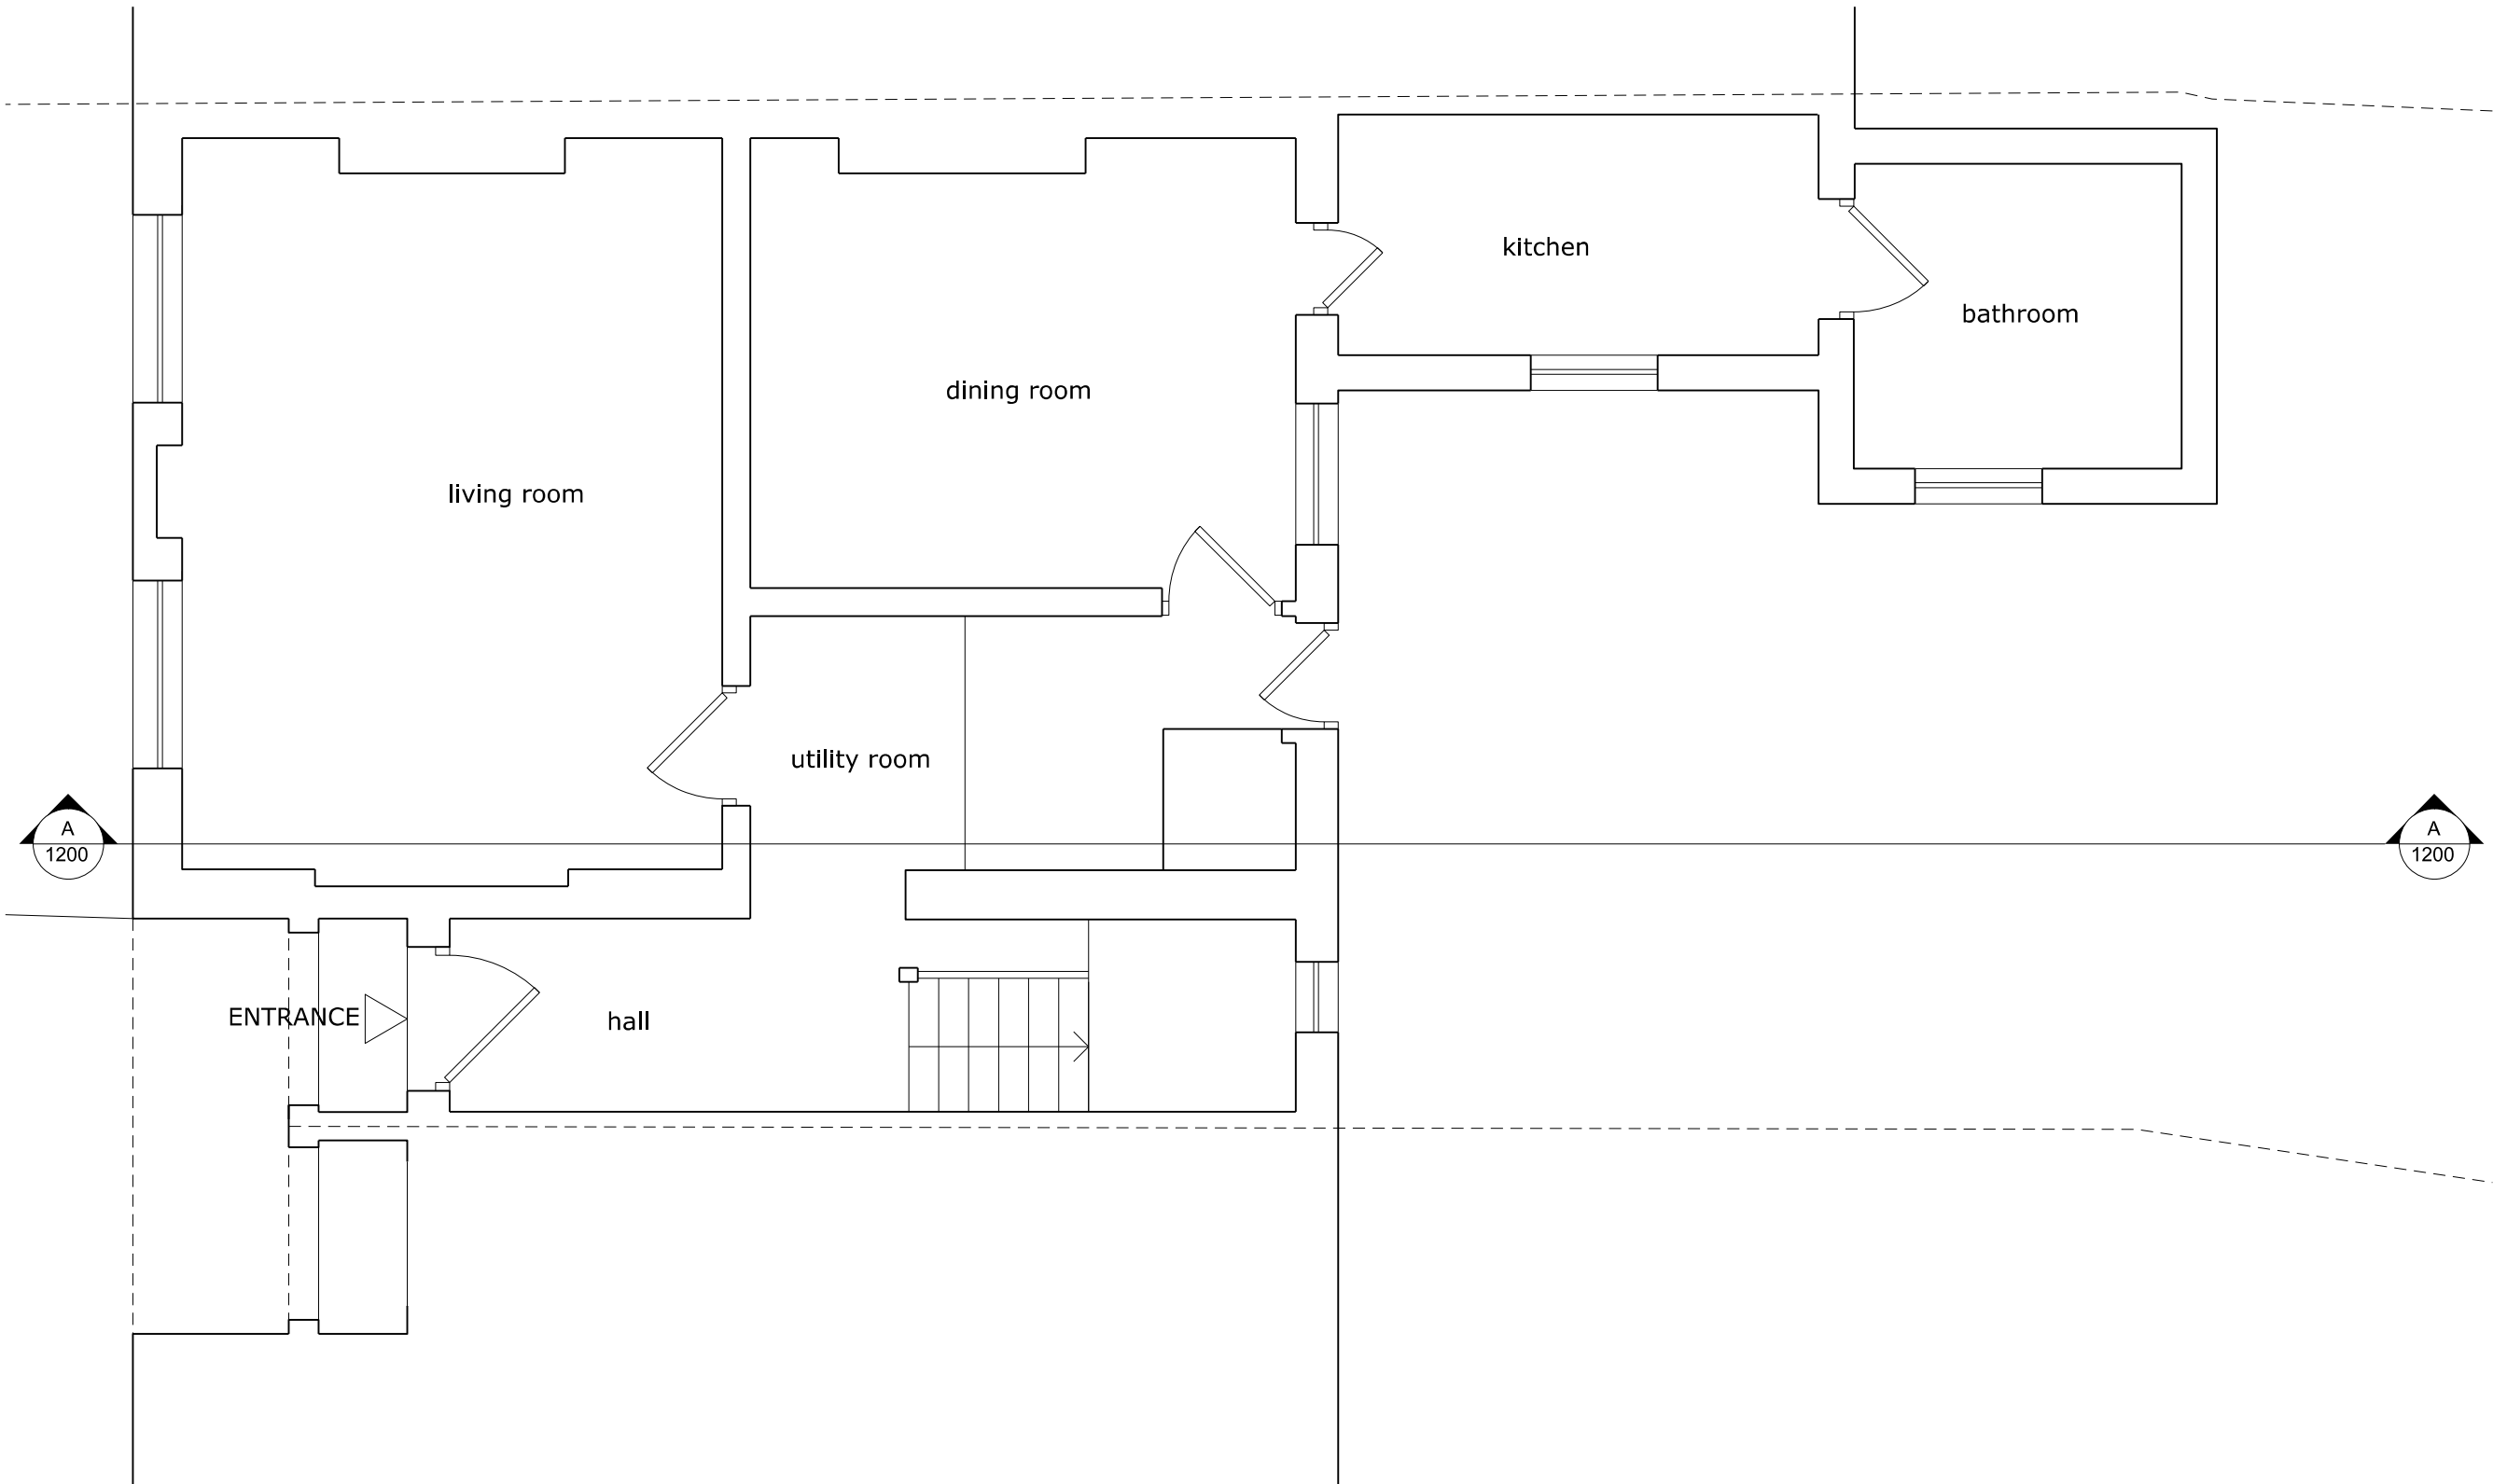 kitchen
bathroom
dining room
living room
utility room
A
1200
A
1200
ENTRANCE
hall